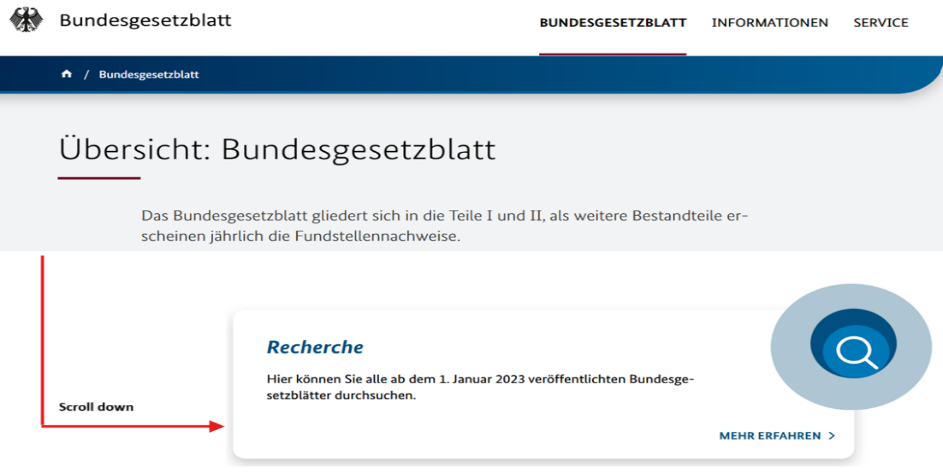 Bundesgesetzblatt
BUNDESGESETZBLATT INFORMATIONEN SERVICE
/ Bundesgesetzblatt
Übersicht: Bundesgesetzblatt
Das Bundesgesetzblatt gliedert sich in die Teile I und II, als weitere Bestandteile er-
scheinen jährlich die Fundstellennachweise.
Recherche
Hier können Sie alle ab dem 1. Januar 2023 veröffentlichten Bundesge-
setzblätter durchsuchen.
Scroll down
MEHR ERFAHREN >